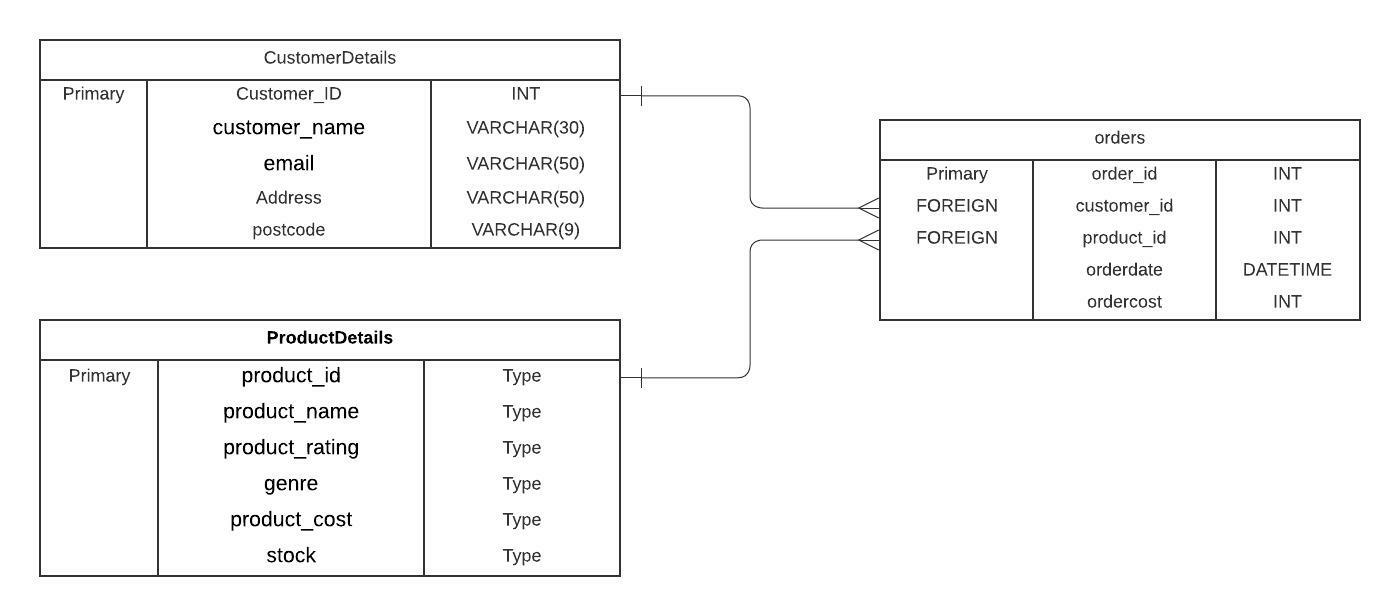 CustomerDetails
Primary Customer_ID INT
customer_name VARCHAR(30)
email VARCHAR(50)
Address VARCHAR(50)
postcode VARCHAR(9)
orders
Primary order_id INT
FOREIGN customer_id INT
FOREIGN product_id INT
orderdate DATETIME
ordercost INT
ProductDetails
Primary product_id Type
product_name Type
product_rating Type
genre Type
product_cost Type
stock Type